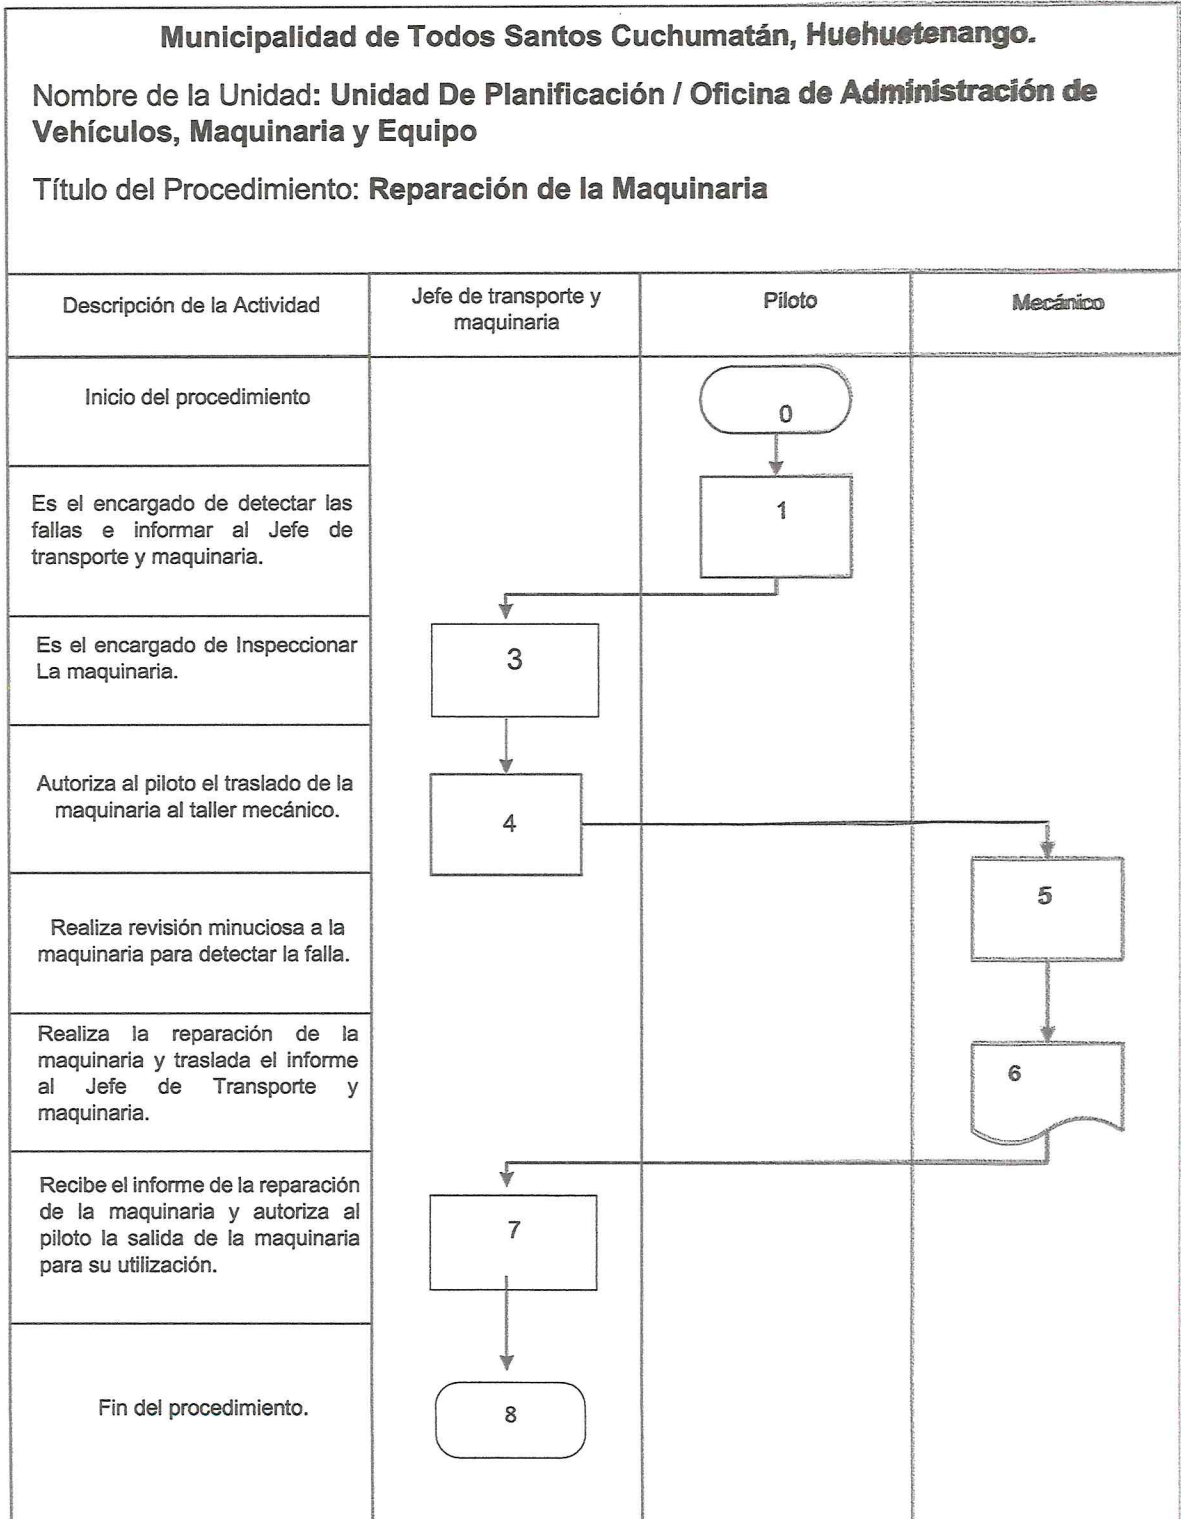 Municipalidad de Todos Santos Cuchumatán, Huehuetenango.
Nombre de la Unidad: Unidad De Planificación / Oficina de Administración de
Vehículos, Maquinaria y Equipo
Título del Procedimiento: Reparación de la Maquinaria
Descripción de la Actividad
Jefe de transporte y
maquinaria
Piloto
Mecánico
Inicio del procedimiento
0
Es el encargado de detectar las
fallas e informar al Jefe de
transporte y maquinaria.
1
Es el encargado de Inspeccionar
La maquinaria.
3
Autoriza al piloto el traslado de la
maquinaria al taller mecánico.
4
Realiza revisión minuciosa a la
maquinaria para detectar la falla.
5
Realiza la reparación de la
maquinaria y traslada el informe
al Jefe de Transporte y
maquinaria.
6
Recibe el informe de la reparación
de la maquinaria y autoriza al
piloto la salida de la maquinaria
para su utilización.
7
Fin del procedimiento.
8